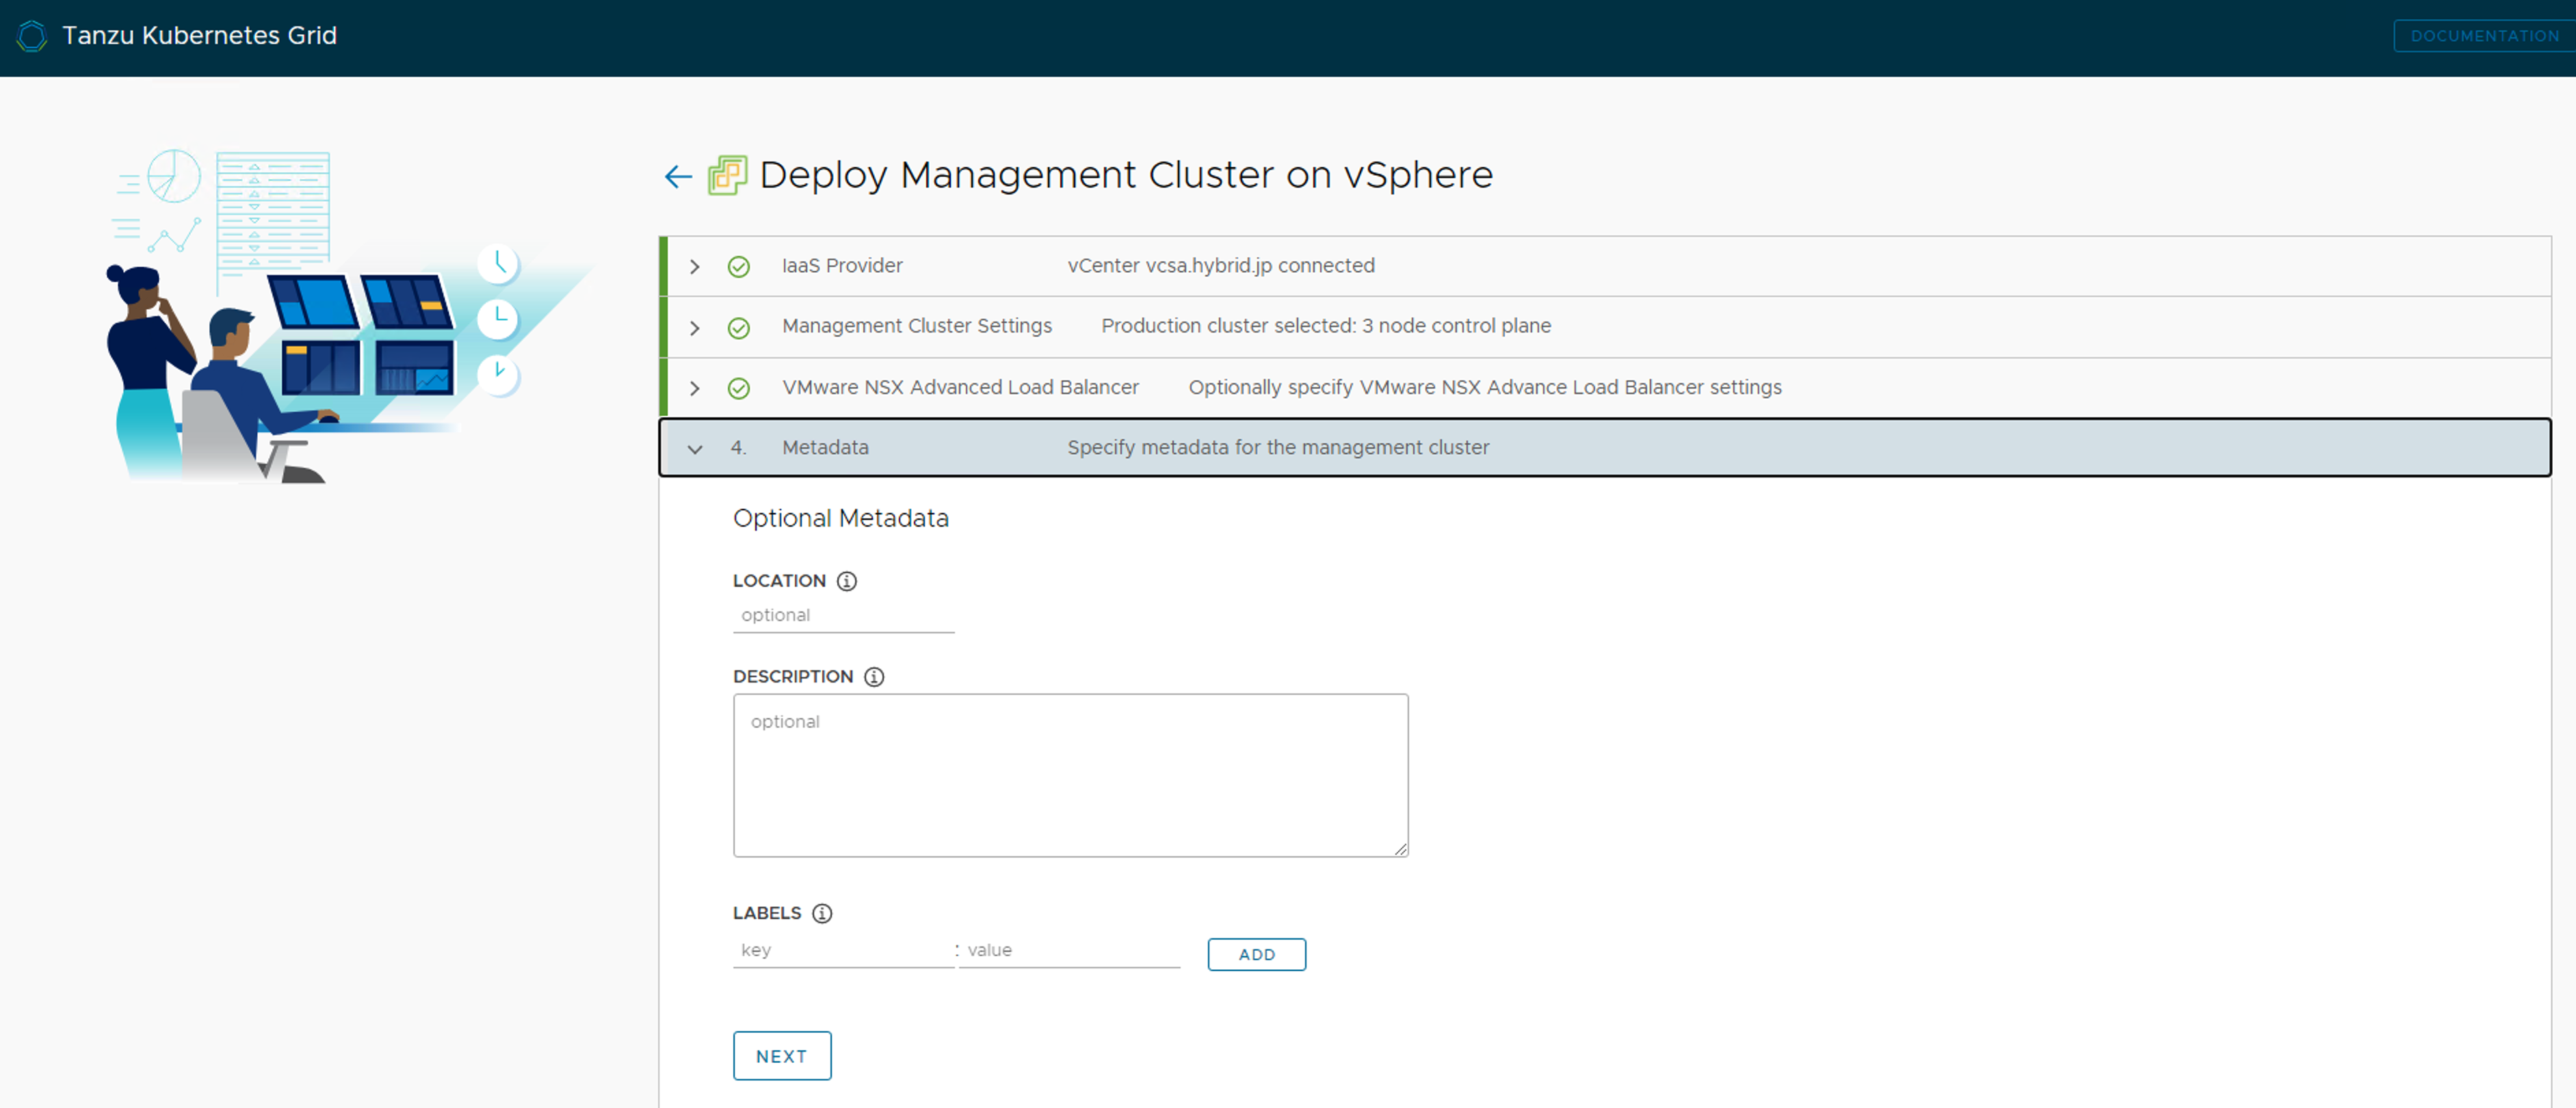 Tanzu Kubernetes Grid
DOCUMENTATION
Deploy Management Cluster on vSphere
IaaS Provider vCenter vcsa.hybrid.jp connected
Management Cluster Settings Production cluster selected: 3 node control plane
VMware NSX Advanced Load Balancer Optionally specify VMware NSX Advance Load Balancer settings
4. Metadata Specify metadata for the management cluster
Optional Metadata
LOCATION
optional
DESCRIPTION
optional
LABELS
key : value ADD
NEXT